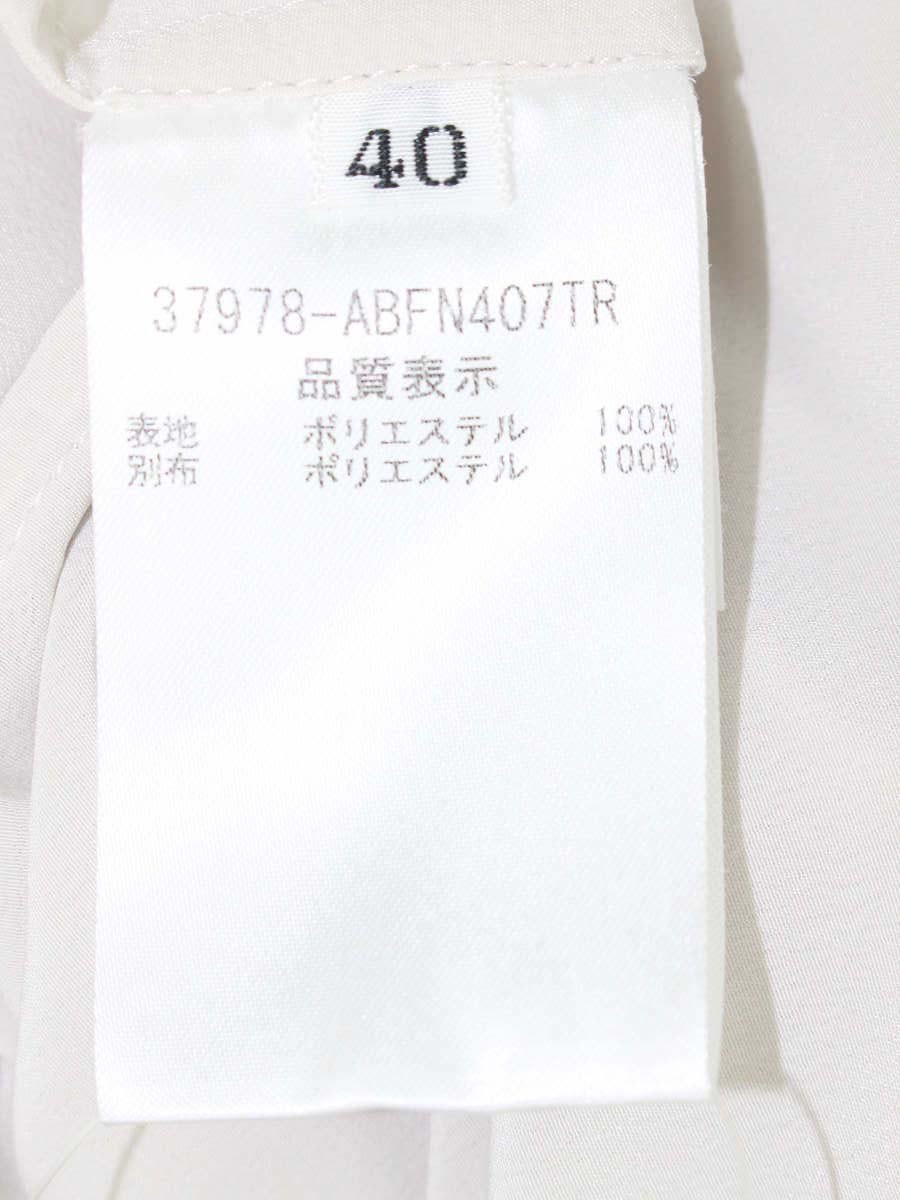 40
37978-ABFN407TR
品質表示
表地 ポリエステル 100%
別布 ポリエステル 100%